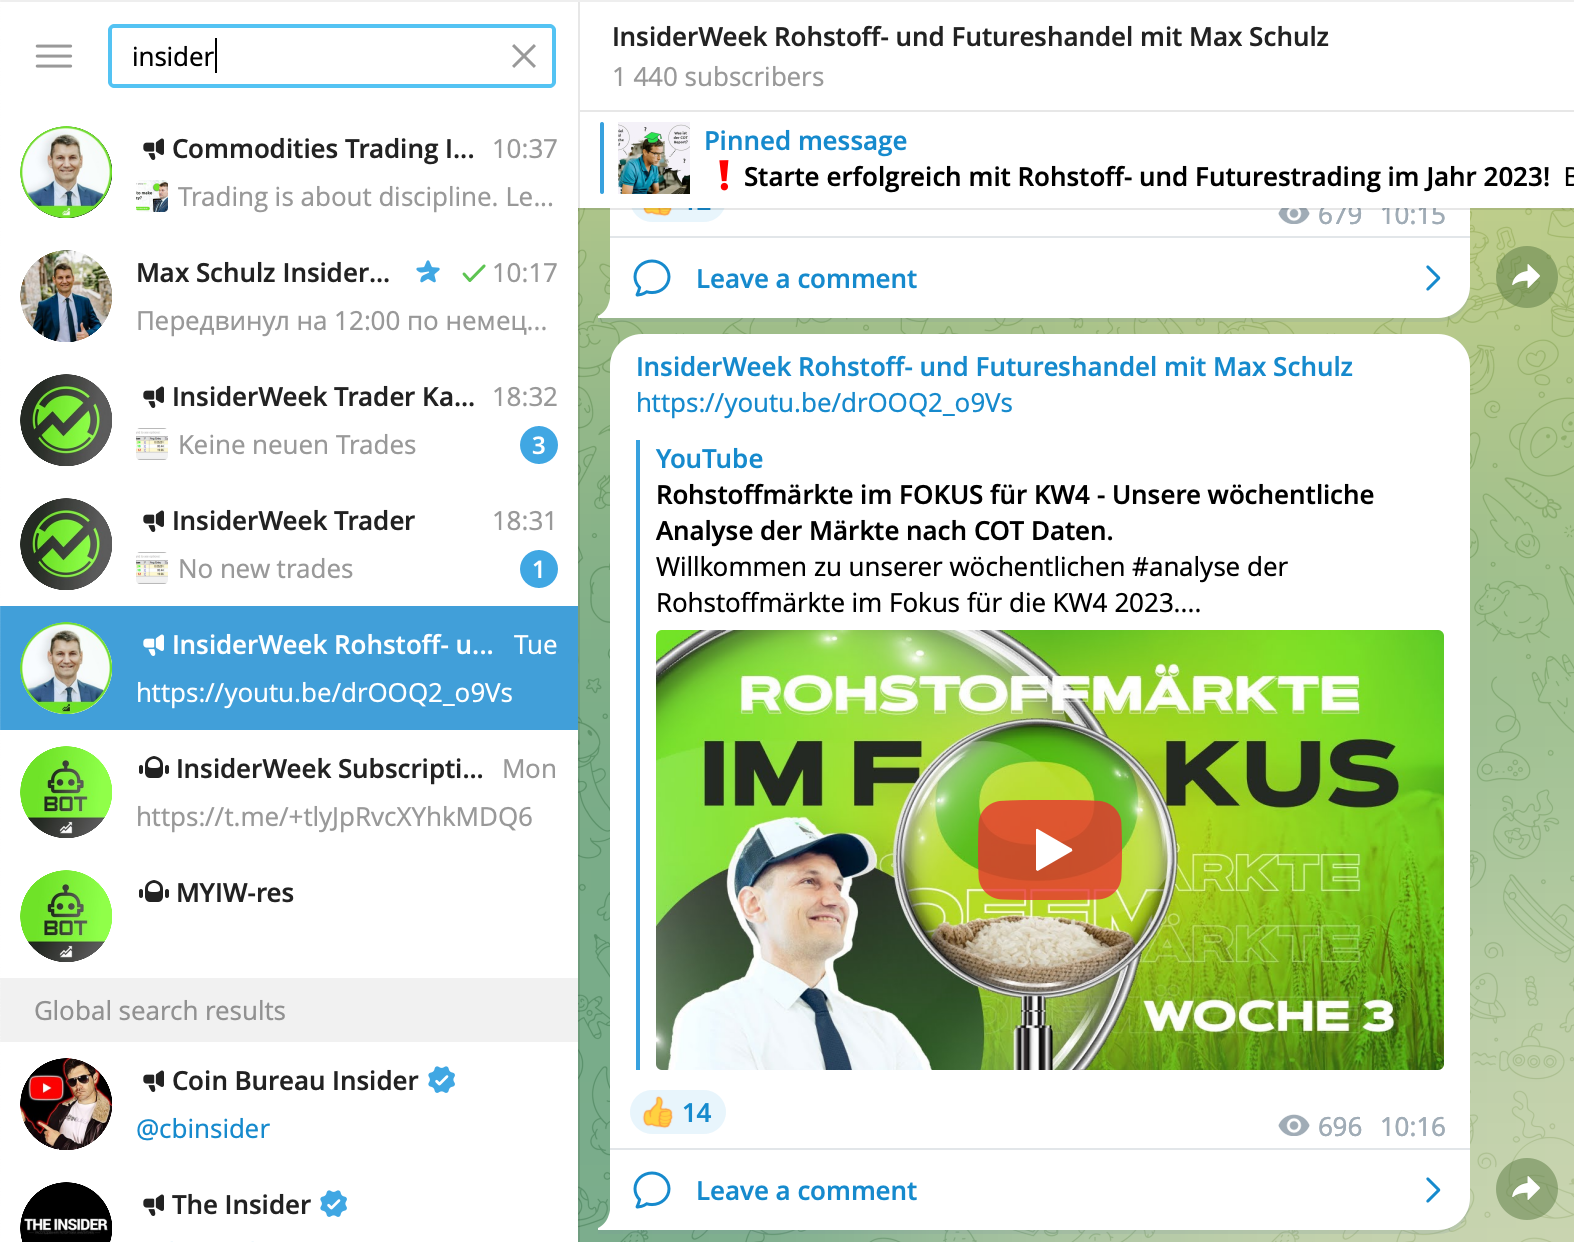 insider
Commodities Trading I... 10:37
Trading is about discipline. Le...
Max Schulz Insider... 10:17
Передвинул на 12:00 по немец...
InsiderWeek Trader Ka... 18:32
Keine neuen Trades 3
InsiderWeek Trader 18:31
No new trades 1
InsiderWeek Rohstoff- u... Tue
https://youtu.be/drOOQ2_o9Vs
BOT
InsiderWeek Subscripti... Mon
https://t.me/+tlyJpRvcXYhkMDQ6
BOT
MYIW-res
Global search results
Coin Bureau Insider
@cbinsider
THE INSIDER
The Insider
InsiderWeek Rohstoff- und Futureshandel mit Max Schulz
1 440 subscribers
Pinned message
❗ Starte erfolgreich mit Rohstoff- und Futurestrading im Jahr 2023!
12 679 10:15
Leave a comment
InsiderWeek Rohstoff- und Futureshandel mit Max Schulz
https://youtu.be/drOOQ2_o9Vs
YouTube
Rohstoffmärkte im FOKUS für KW4 - Unsere wöchentliche
Analyse der Märkte nach COT Daten.
Willkommen zu unserer wöchentlichen #analyse der
Rohstoffmärkte im Fokus für die KW4 2023....
ROHSTOFFMÄRKTE
IM FOKUS
WOCHE 3
👍 14 696 10:16
Leave a comment